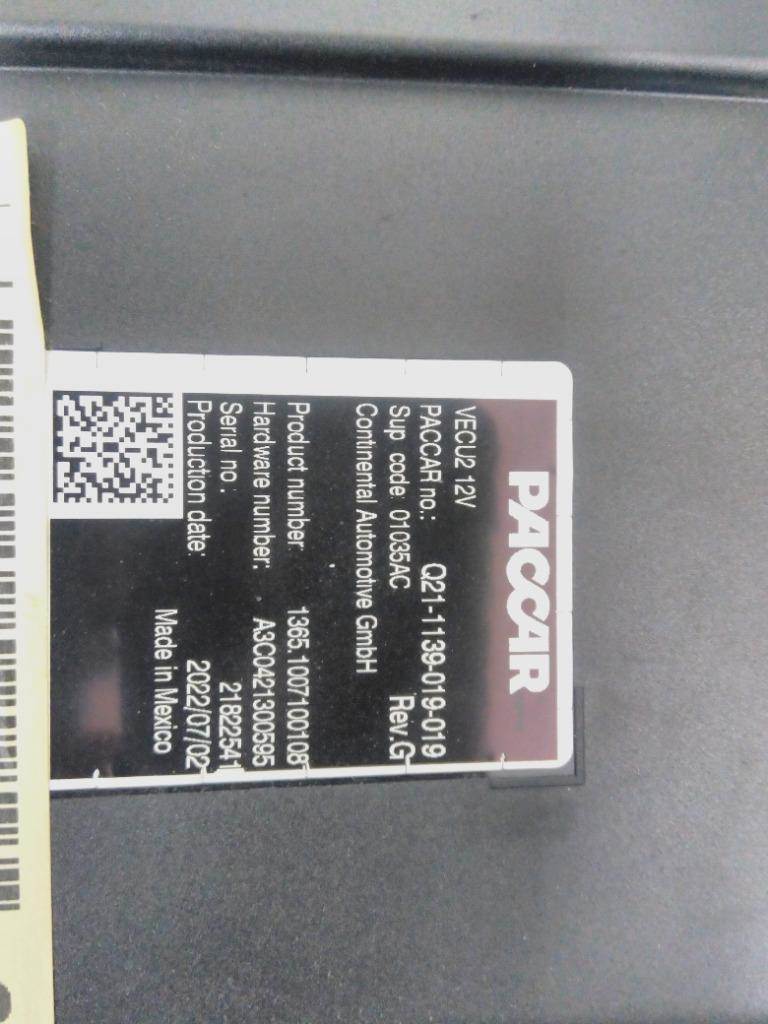 PACCAR
VECU2 12V
PACCAR no.: Q21-1139-019-019
Sup. code: 01035AC Rev.G
Continental Automotive GmbH
Product number: 1365.1007100108
Hardware number: A3C0421300595
Serial no.: 21822541
Production date: 2022/07/02
Made in Mexico